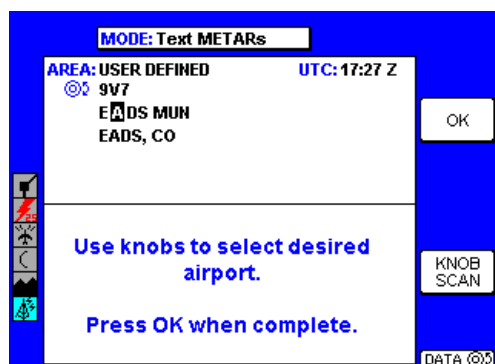 MODE: Text METARs
AREA: USER DEFINED UTC: 17:27 Z
9V7
EADS MUN
EADS, CO
OK
25
Use knobs to select desired
airport.
KNOB
SCAN
Press OK when complete.
DATA